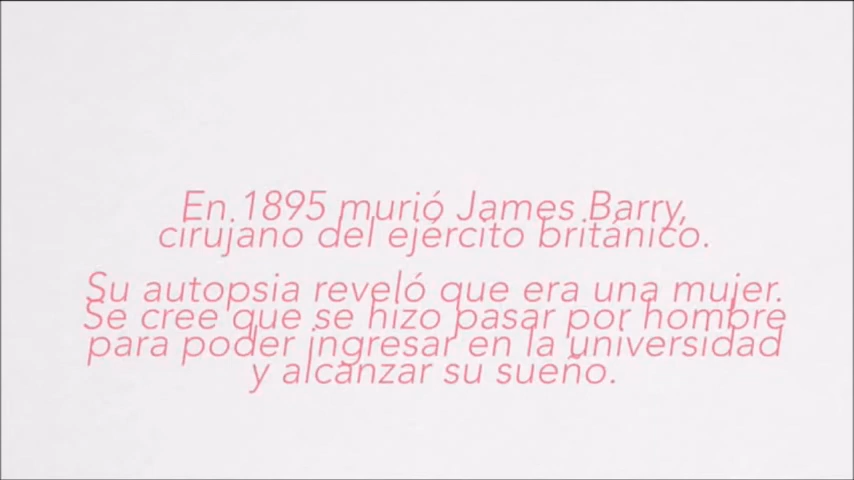 En 1895 murió James Barry,
cirujano del ejército británico.
Su autopsia reveló que era una mujer.
Se cree que se hizo pasar por hombre
para poder ingresar en la universidad
y alcanzar su sueño.